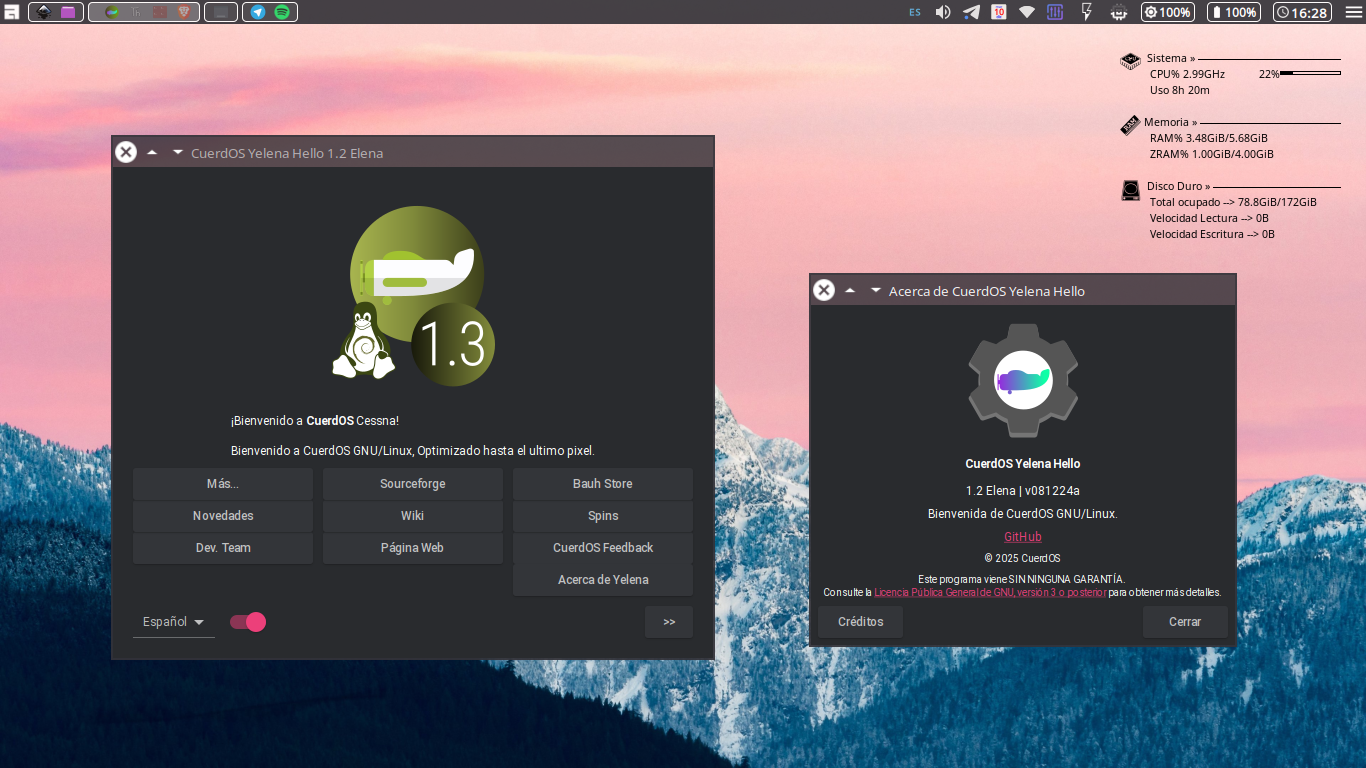 ES
10
100%
100%
16:28
Sistema »
CPU% 2.99GHz 22%
Uso 8h 20m
Memoria »
RAM% 3.48GiB/5.68GiB
ZRAM% 1.00GiB/4.00GiB
Disco Duro »
Total ocupado --> 78.8GiB/172GiB
Velocidad Lectura --> 0B
Velocidad Escritura --> 0B
CuerdOS Yelena Hello 1.2 Elena
1.3
¡Bienvenido a CuerdOS Cessna!
Bienvenido a CuerdOS GNU/Linux, Optimizado hasta el ultimo pixel.
Más... Sourceforge Bauh Store
Novedades Wiki Spins
Dev. Team Página Web CuerdOS Feedback
Acerca de Yelena
Español >>
Acerca de CuerdOS Yelena Hello
CuerdOS Yelena Hello
1.2 Elena | v081224a
Bienvenida de CuerdOS GNU/Linux.
GitHub
© 2025 CuerdOS
Este programa viene SIN NINGUNA GARANTÍA.
Consulte la Licencia Pública General de GNU, versión 3 o posterior para obtener más detalles.
Créditos Cerrar